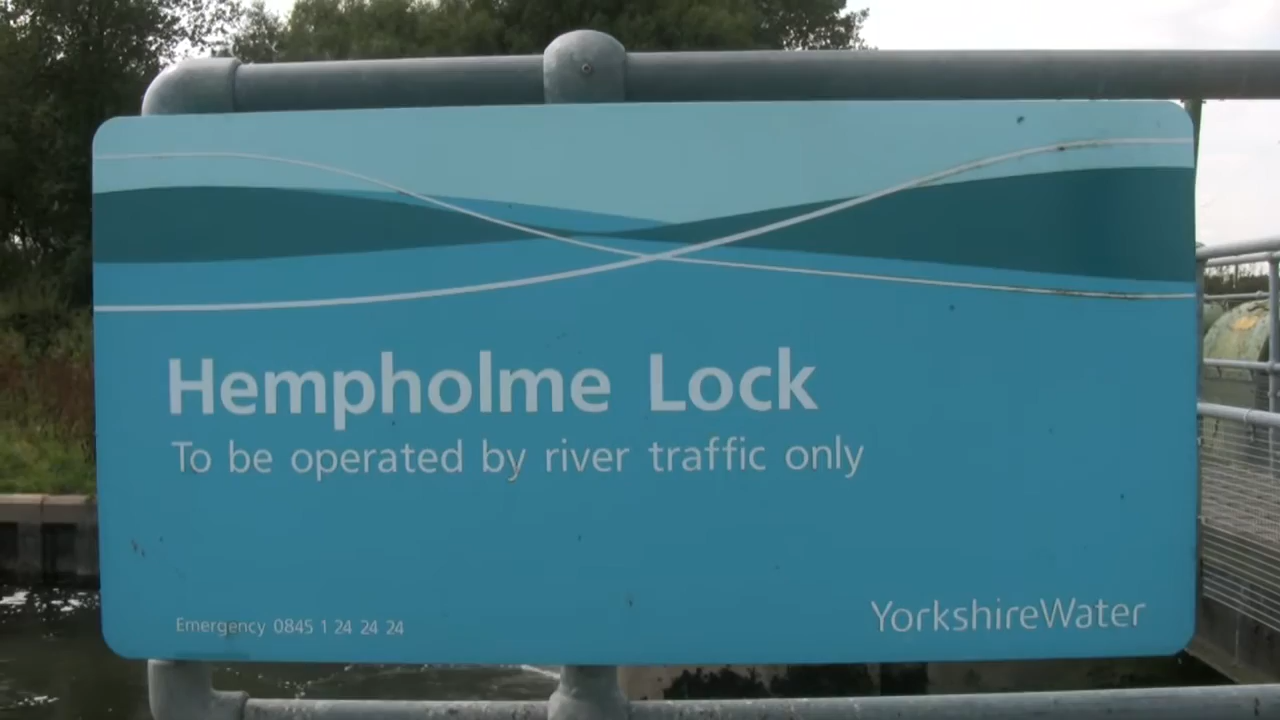 Hempholme Lock
To be operated by river traffic only
Emergency 0845 1 24 24 24
YorkshireWater